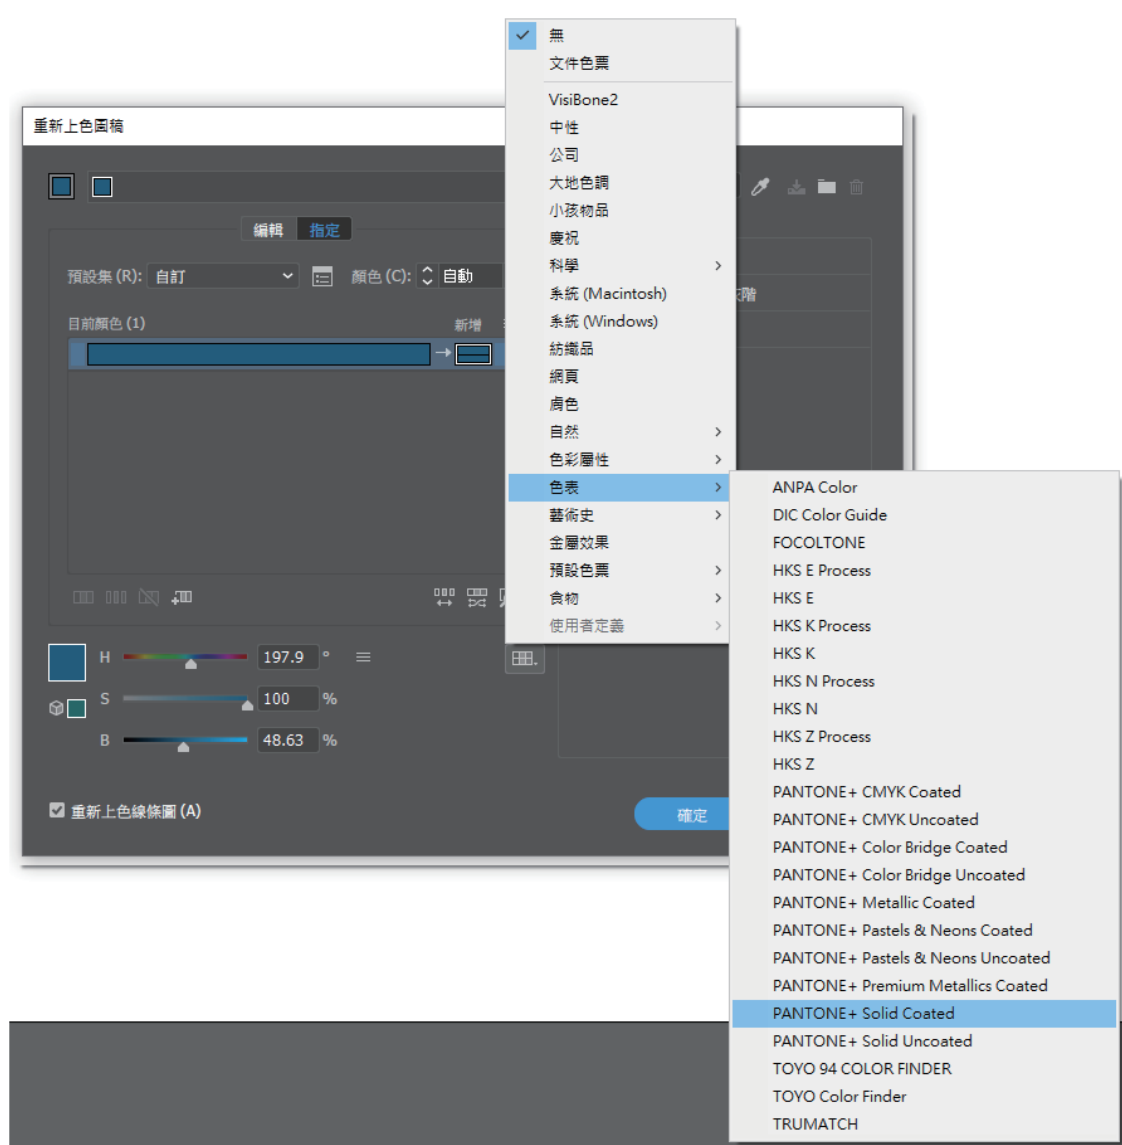 無
文件色票
VisiBone2
中性
公司
大地色調
小孩物品
慶祝
科學
系統 (Macintosh)
系統 (Windows)
紡織品
網頁
膚色
自然
色彩屬性
色表
藝術史
金屬效果
預設色票
食物
使用者定義
重新上色圖稿
編輯 指定
預設集 (R): 自訂 顏色 (C): 自動
灰階
目前顏色 (1) 新增
H 197.9 °
S 100 %
B 48.63 %
重新上色線條圖 (A)
確定
ANPA Color
DIC Color Guide
FOCOLTONE
HKS E Process
HKS E
HKS K Process
HKS K
HKS N Process
HKS N
HKS Z Process
HKS Z
PANTONE+ CMYK Coated
PANTONE+ CMYK Uncoated
PANTONE+ Color Bridge Coated
PANTONE+ Color Bridge Uncoated
PANTONE+ Metallic Coated
PANTONE+ Pastels & Neons Coated
PANTONE+ Pastels & Neons Uncoated
PANTONE+ Premium Metallics Coated
PANTONE+ Solid Coated
PANTONE+ Solid Uncoated
TOYO 94 COLOR FINDER
TOYO Color Finder
TRUMATCH